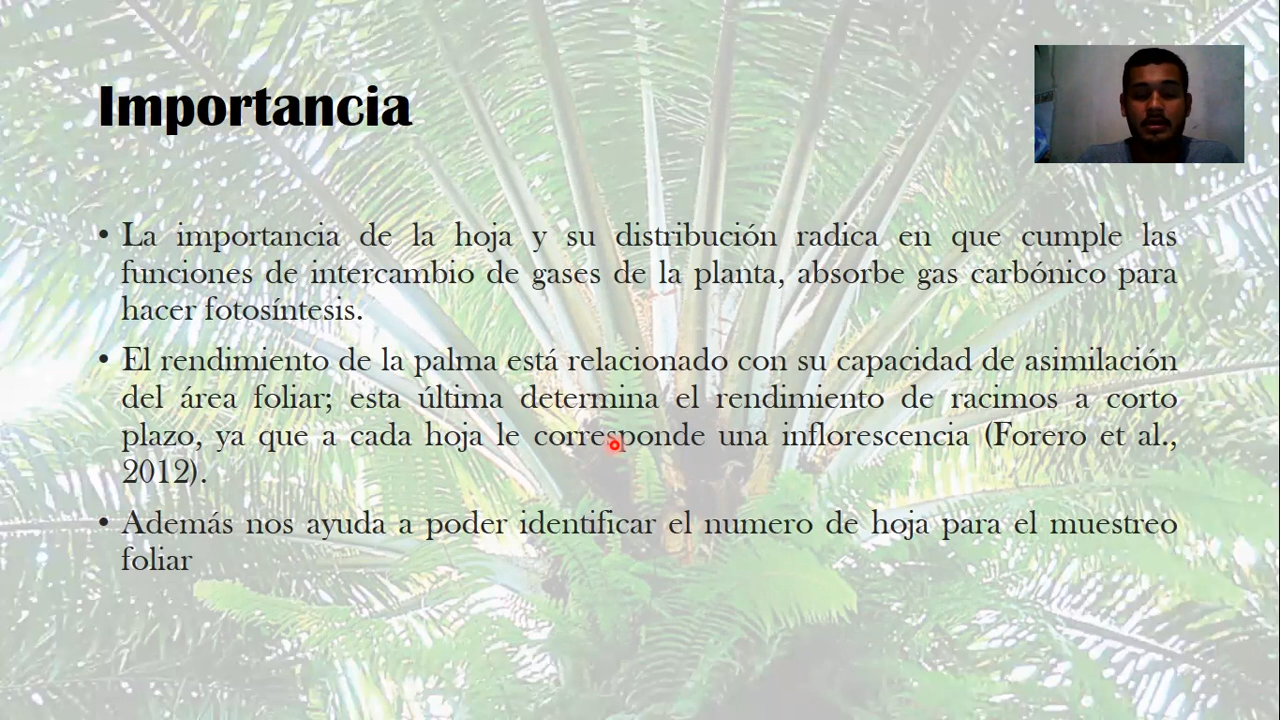 Importancia
• La importancia de la hoja y su distribución radica en que cumple las
funciones de intercambio de gases de la planta, absorbe gas carbónico para
hacer fotosíntesis.
• El rendimiento de la palma está relacionado con su capacidad de asimilación
del área foliar; esta última determina el rendimiento de racimos a corto
plazo, ya que a cada hoja le corresponde una inflorescencia (Forero et al.,
2012).
• Además nos ayuda a poder identificar el numero de hoja para el muestreo
foliar